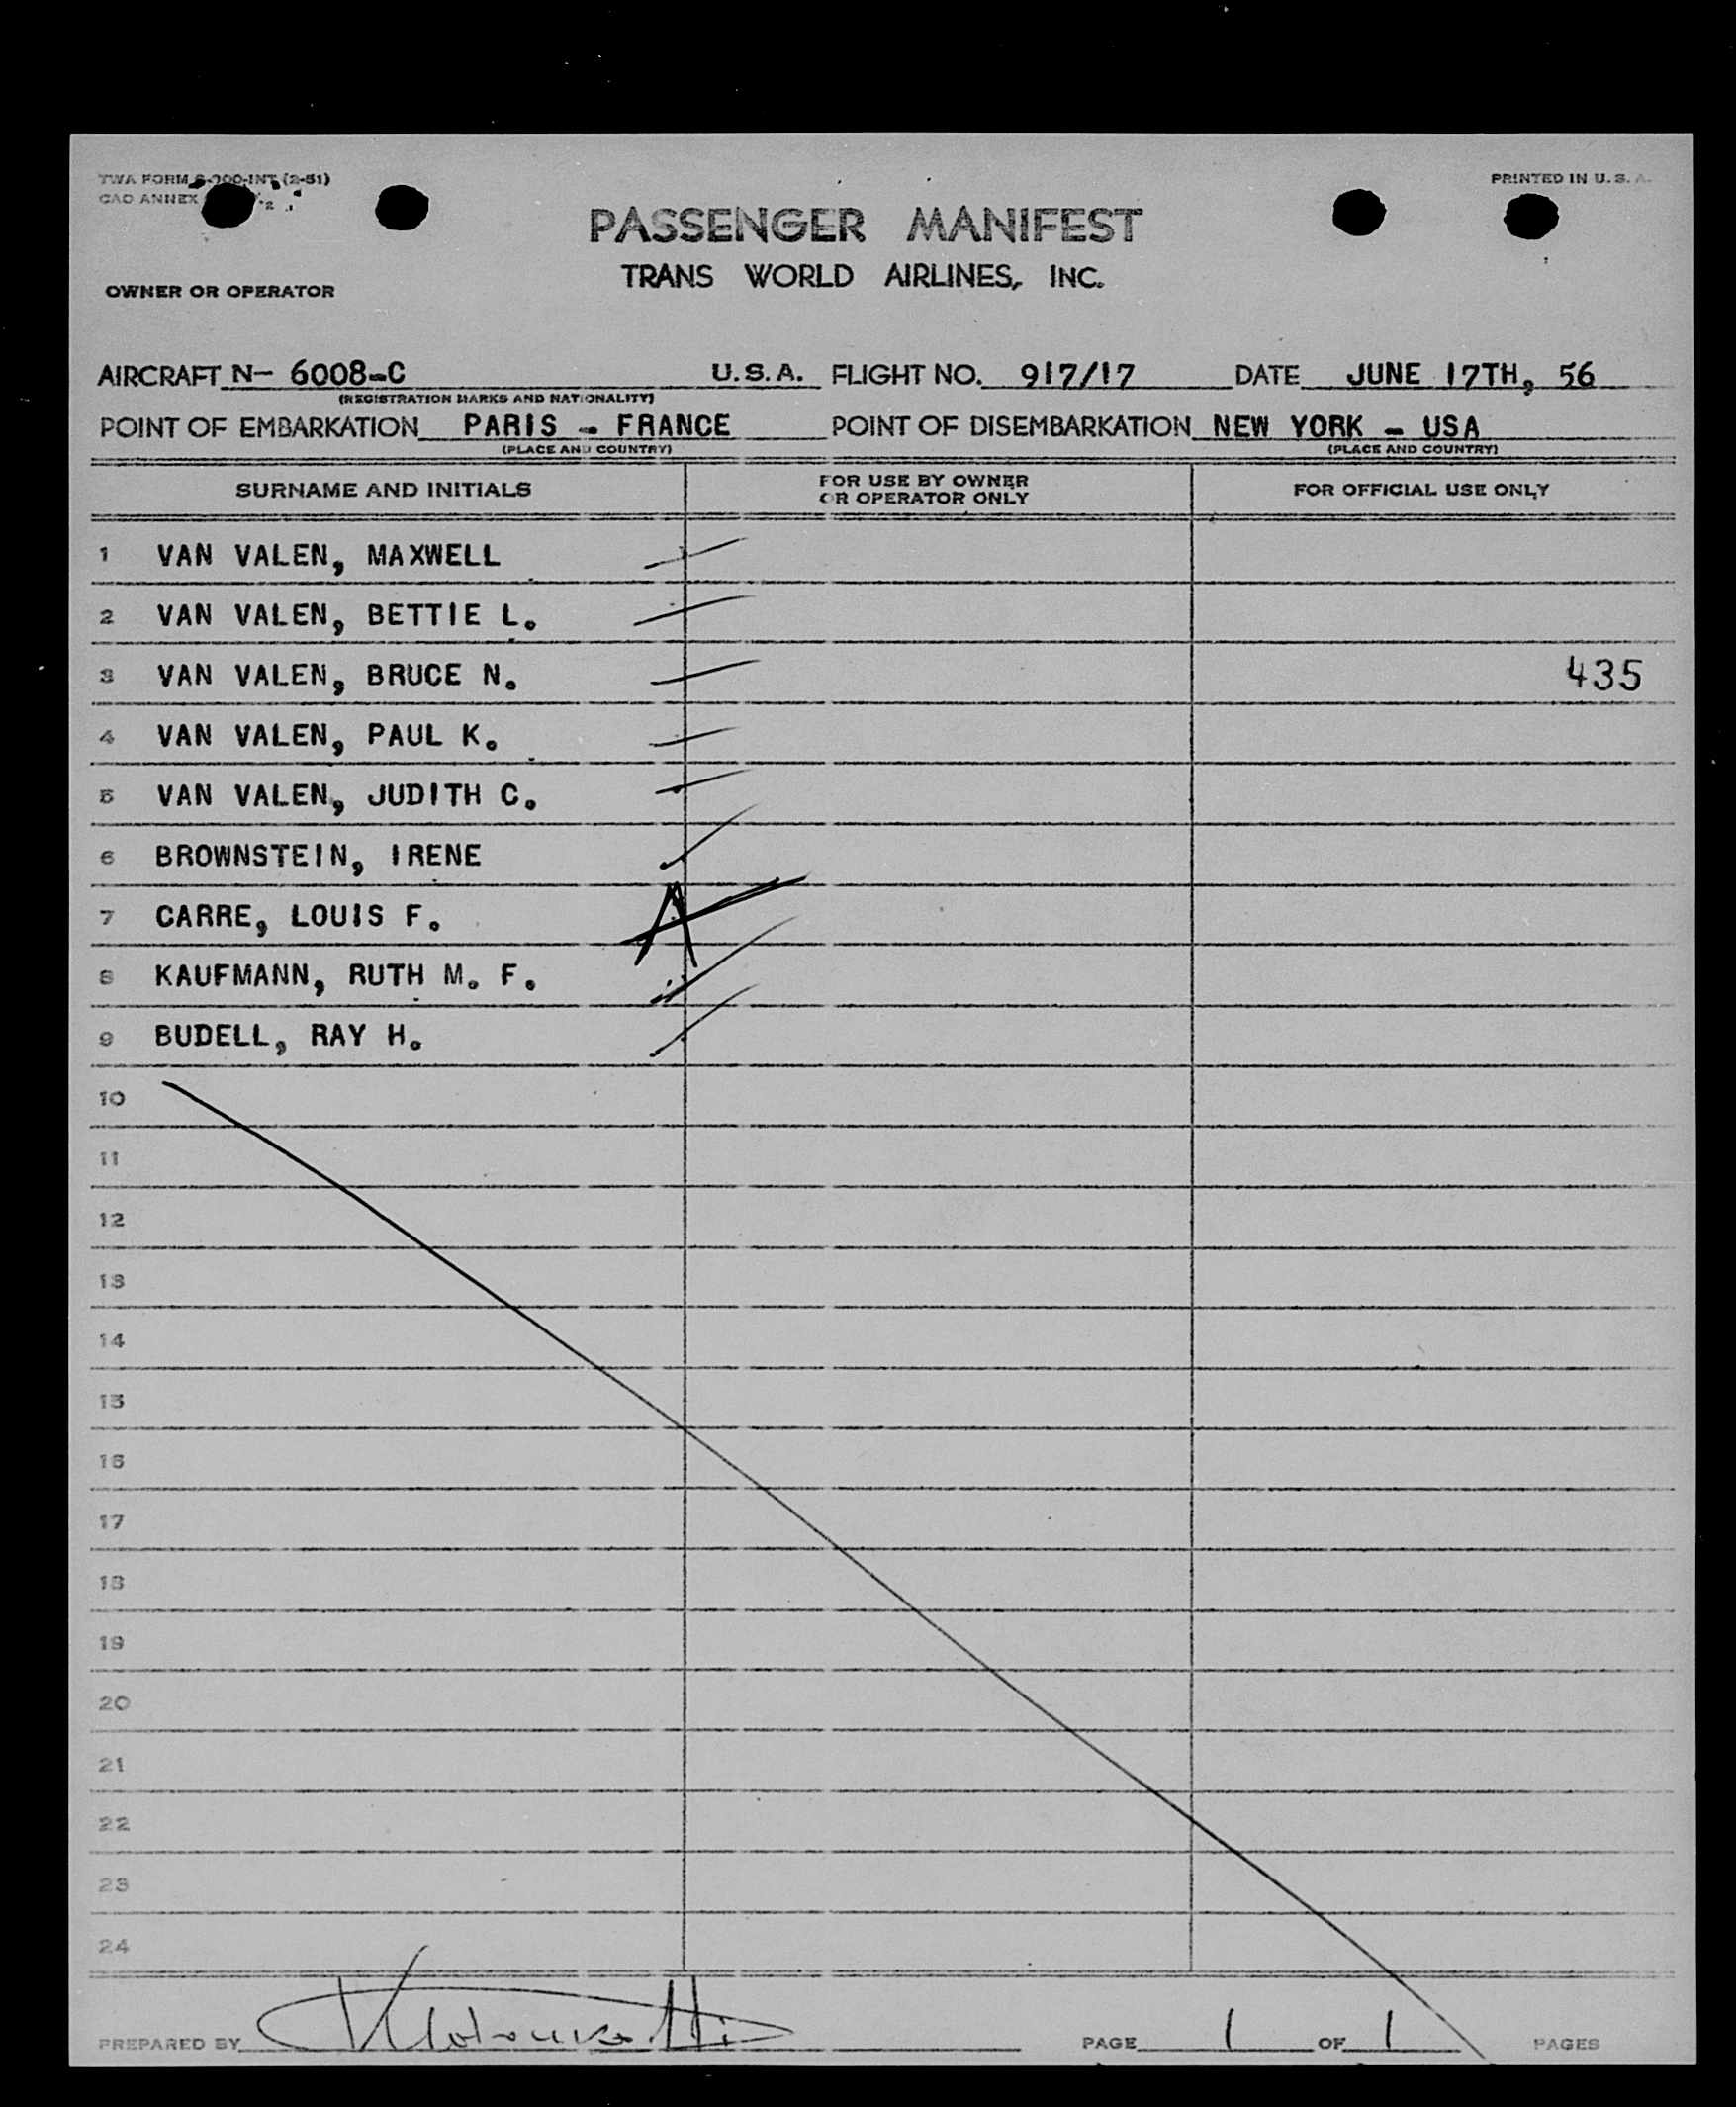 TWA FORM (2-51) PRINTED IN U. S. A.
CAO ANNEX
PASSENGER MANIFEST
TRANS WORLD AIRLINES, INC.
OWNER OR OPERATOR
AIRCRAFT N- 6008-C U.S.A. FLIGHT NO. 917/17 DATE JUNE 17TH, 56
(REGISTRATION MARKS AND NATIONALITY)
POINT OF EMBARKATION PARIS - FRANCE POINT OF DISEMBARKATION NEW YORK - USA
(PLACE AND COUNTRY) (PLACE AND COUNTRY)
SURNAME AND INITIALS FOR USE BY OWNER OR OPERATOR ONLY FOR OFFICIAL USE ONLY
1 VAN VALEN, MAXWELL
2 VAN VALEN, BETTIE L.
3 VAN VALEN, BRUCE N. 435
4 VAN VALEN, PAUL K.
5 VAN VALEN, JUDITH C.
6 BROWNSTEIN, IRENE
7 CARRE, LOUIS F. A
8 KAUFMANN, RUTH M. F.
9 BUDELL, RAY H.
10
11
12
13
14
15
16
17
18
19
20
21
22
23
24
PREPARED BY PAGE 1 OF 1 PAGES